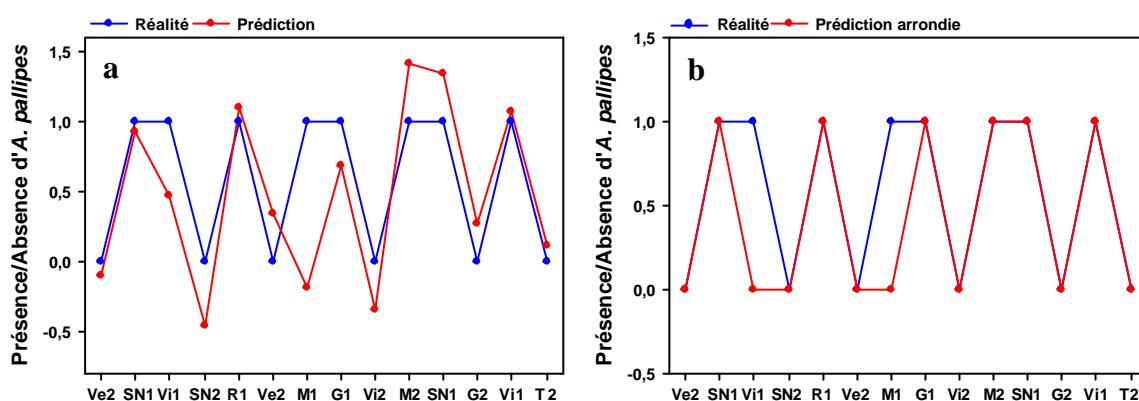 Réalité Prédiction
a
Présence/Absence d' A. pallipes
1,5
1,0
0,5
0,0
-0,5
Ve2 SN1 Vi1 SN2 R1 Ve2 M1 G1 Vi2 M2 SN1 G2 Vi1 T2
Réalité Prédiction arrondie
b
Présence/Absence d' A. pallipes
1,5
1,0
0,5
0,0
-0,5
Ve2 SN1 Vi1 SN2 R1 Ve2 M1 G1 Vi2 M2 SN1 G2 Vi1 T2